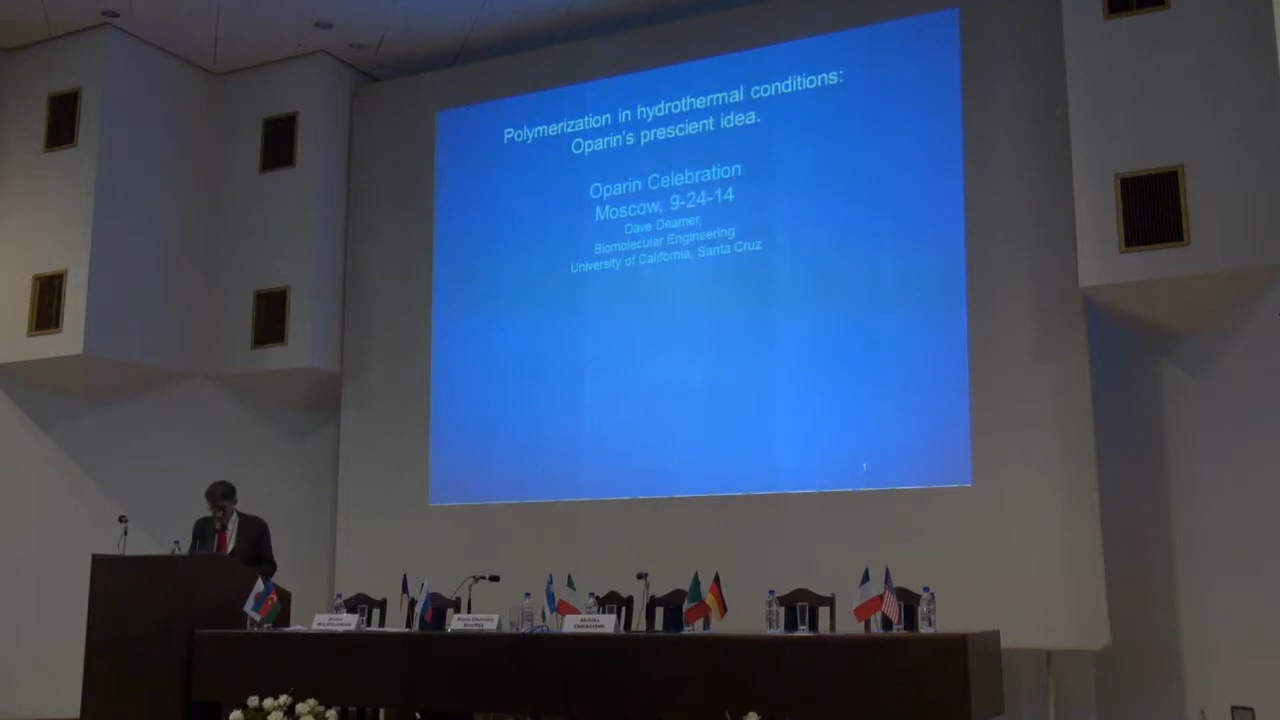 Polymerization in hydrothermal conditions:
Oparin's prescient idea.
Oparin Celebration
Moscow, 9-24-14
Dave Deamer
Biomolecular Engineering
University of California, Santa Cruz
1